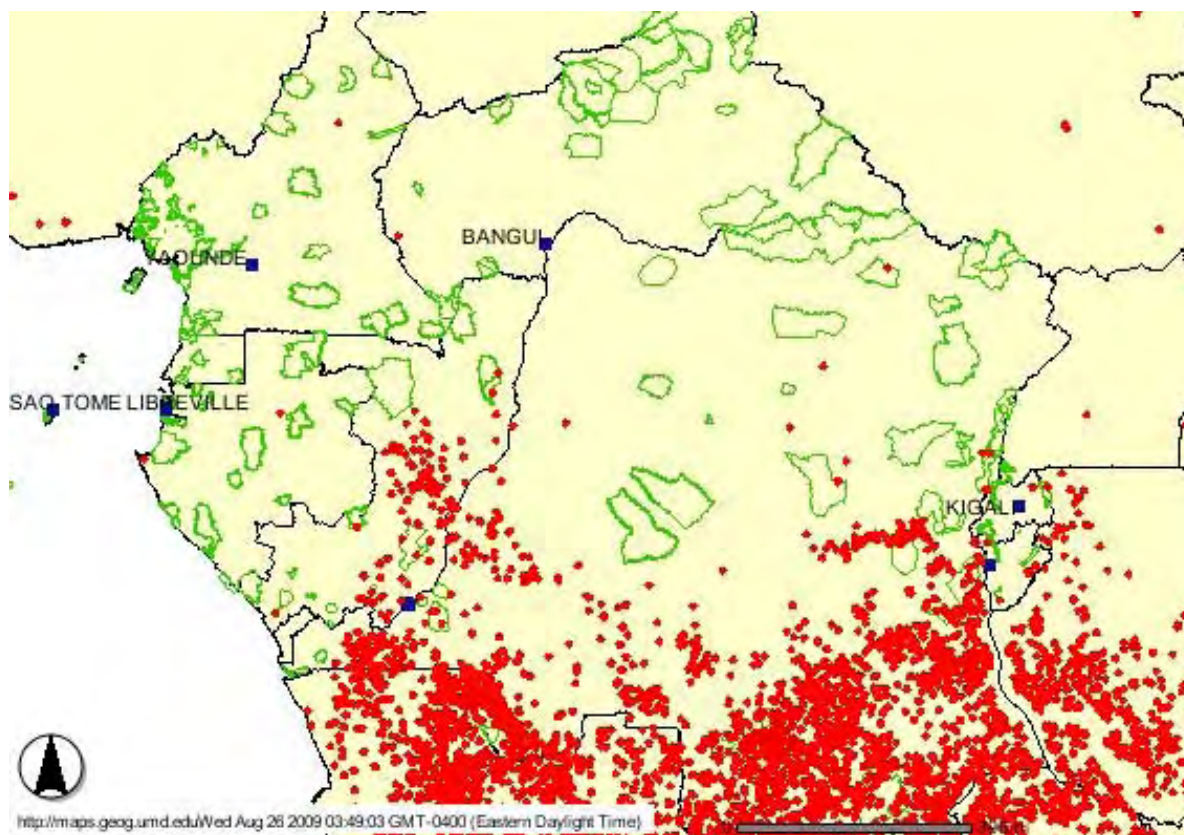 BANGUI
YAOUNDE
SAO TOME LIBREVILLE
KIGAL
http://maps.geog.umd.edu/Wed Aug 26 2009 03:49:03 GMT-0400 (Eastern Daylight Time)